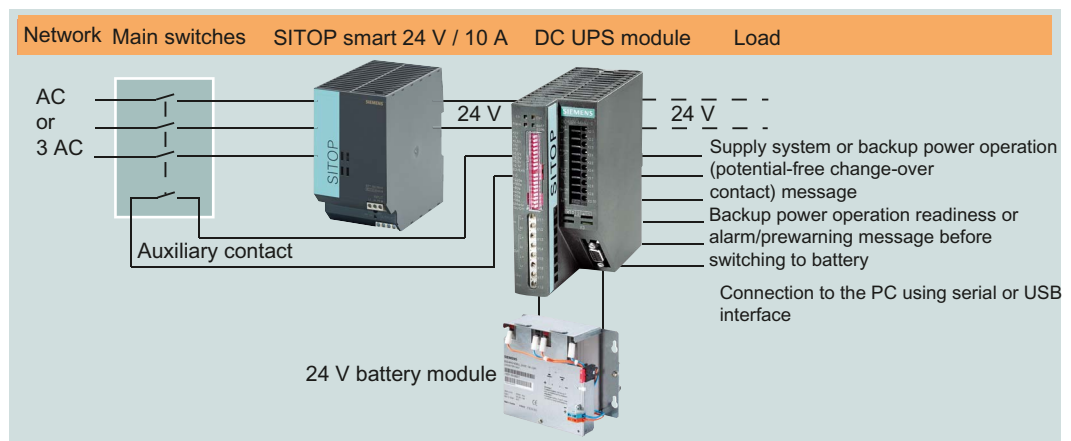 Network Main switches SITOP smart 24 V / 10 A DC UPS module Load
AC
or
3 AC
24 V
24 V
SIEMENS
SIEMENS
SITOP
SITOP
Supply system or backup power operation
(potential-free change-over
contact) message
Backup power operation readiness or
alarm/prewarning message before
switching to battery
Auxiliary contact
Connection to the PC using serial or USB
interface
24 V battery module
SIEMENS